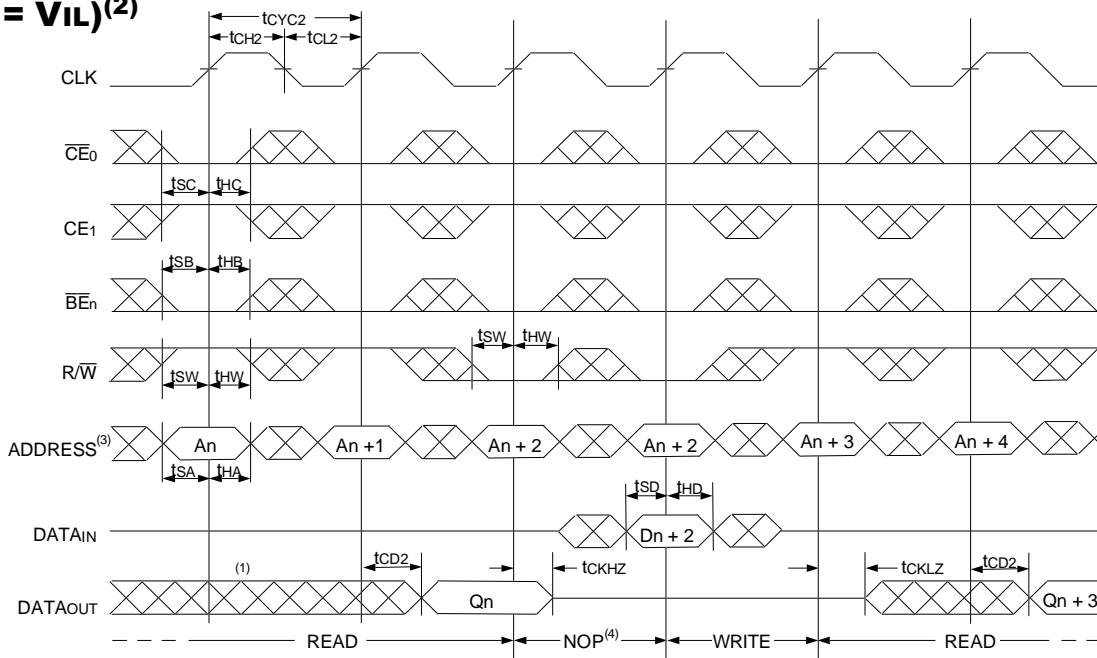 = VIL)(2)
tCYC2
tCH2 tCL2
CLK
CE0
tSC tHC
CE1
tSB tHB
BEn
tSW tHW
R/W
tSW tHW
ADDRESS(3) An An +1 An + 2 An + 2 An + 3 An + 4
tSA tHA
tSD tHD
DATAIN Dn + 2
(1) tCD2 tCKHZ tCKLZ tCD2
DATAOUT Qn Qn + 3
READ NOP(4) WRITE READ